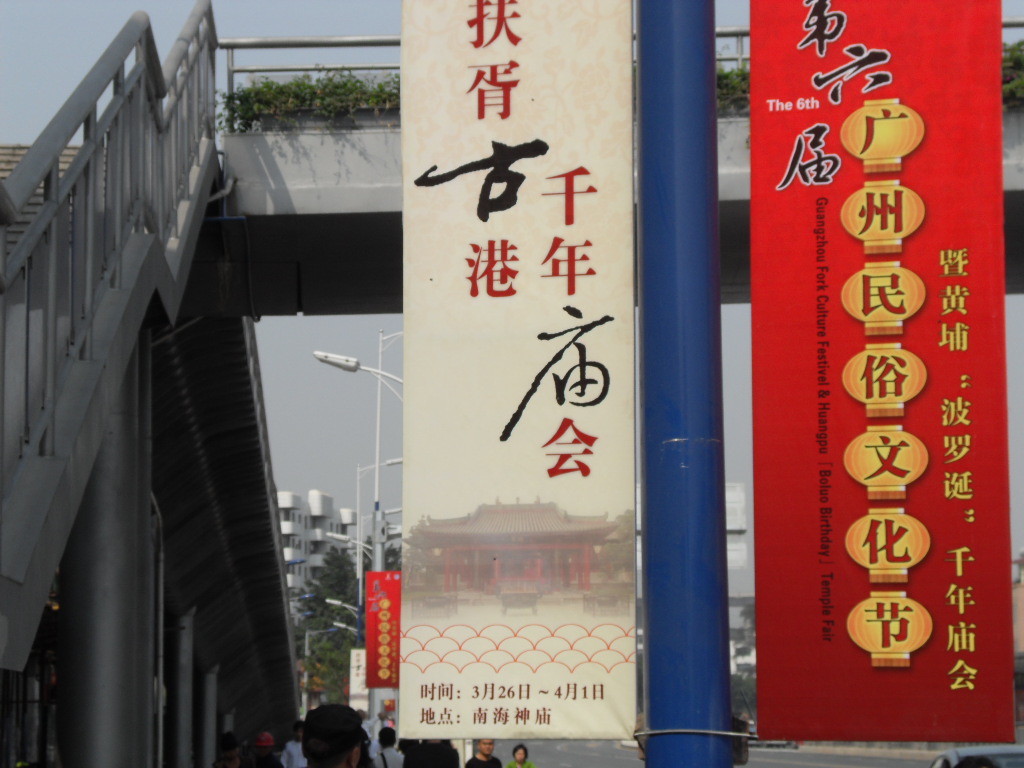 扶胥
古港
千年
庙会
时间：3月26日～4月1日
地点：南海神庙
第六届
The 6th
广州民俗文化节
Guangzhou Fork Culture Festival & Huangpu「Boluo Birthday」Temple Fair
暨黄埔“波罗诞”千年庙会